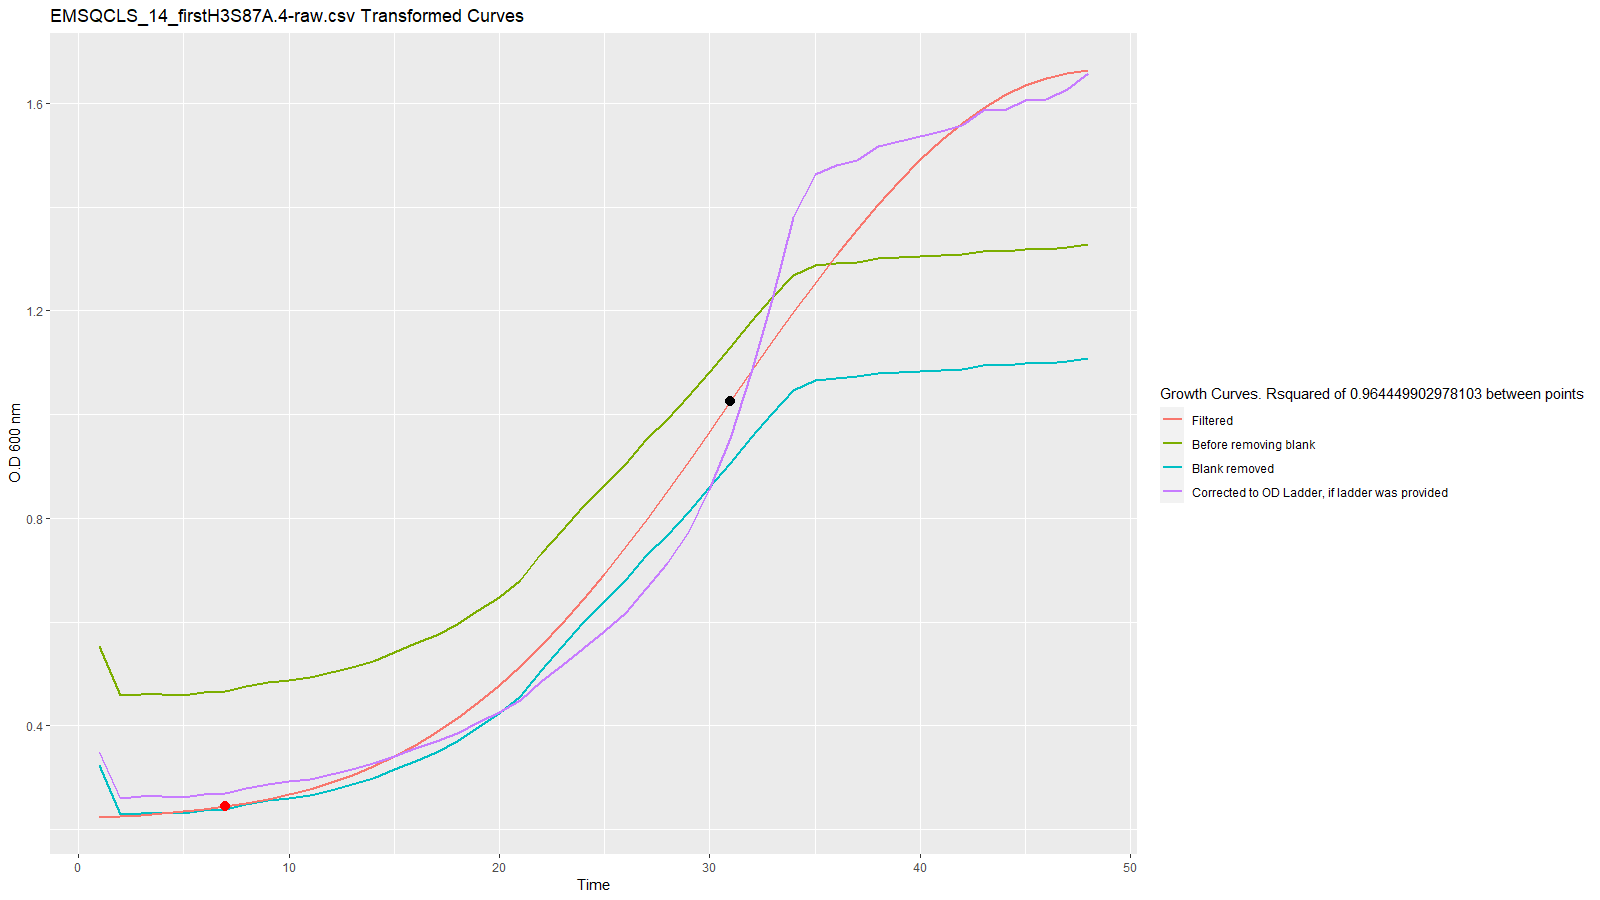 EMSQCLS_14_firstH3S87A.4-raw.csv Transformed Curves
1.6
1.2
0.8
0.4
O.D 600 nm
0
10
20
30
40
50
Time
Growth Curves. Rsquared of 0.964449902978103 between points
Filtered
Before removing blank
Blank removed
Corrected to OD Ladder, if ladder was provided